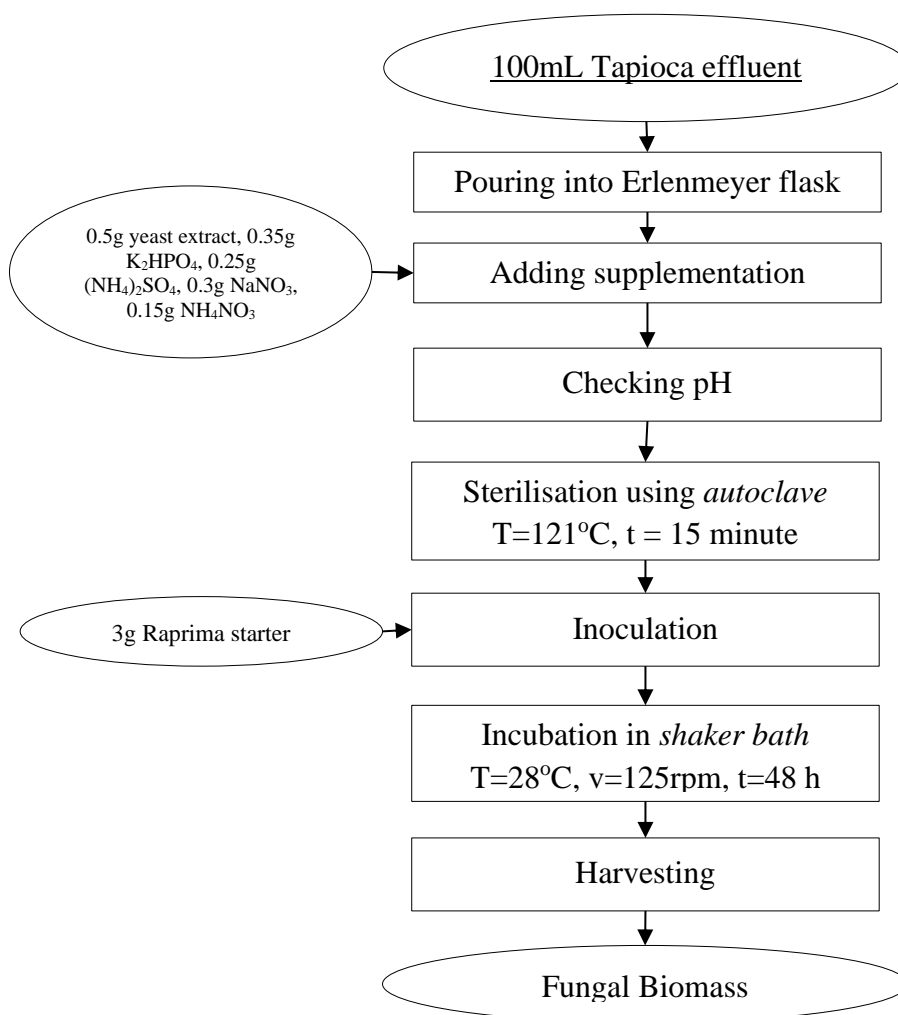 100mL Tapioca effluent
Pouring into Erlenmeyer flask
0.5g yeast extract, 0.35g
K₂HPO₄, 0.25g
(NH₄)₂SO₄, 0.3g NaNO₃,
0.15g NH₄NO₃
Adding supplementation
Checking pH
Sterilisation using autoclave
T=121°C, t = 15 minute
3g Raprima starter
Inoculation
Incubation in shaker bath
T=28°C, v=125rpm, t=48 h
Harvesting
Fungal Biomass